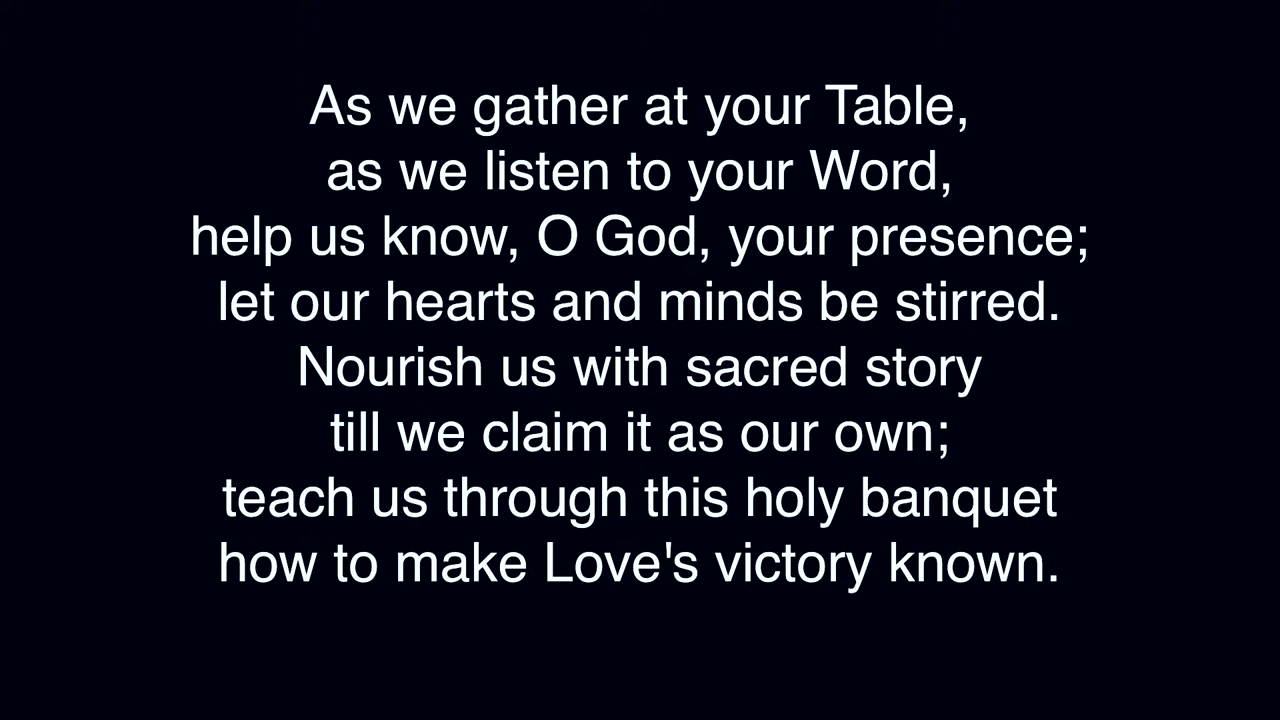 As we gather at your Table,
as we listen to your Word,
help us know, O God, your presence;
let our hearts and minds be stirred.
Nourish us with sacred story
till we claim it as our own;
teach us through this holy banquet
how to make Love's victory known.